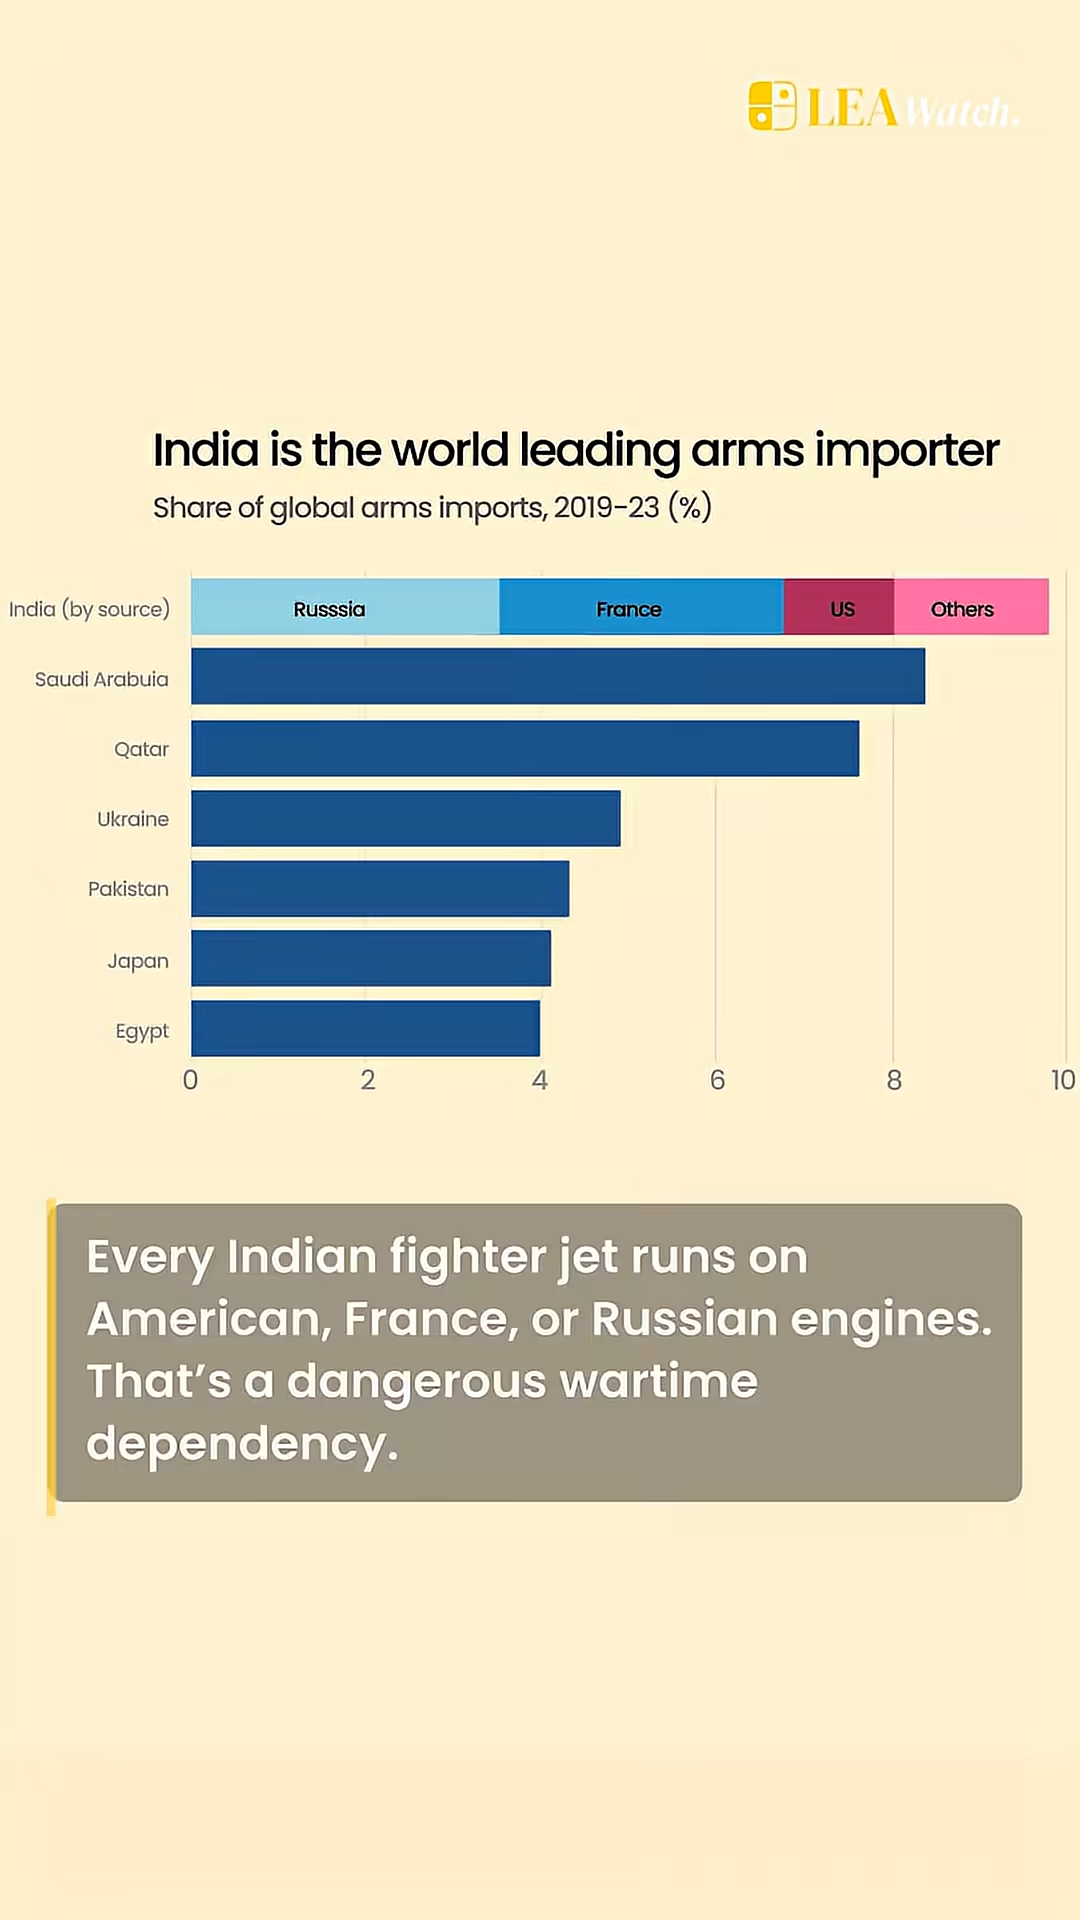 LEA Watch.
India is the world leading arms importer
Share of global arms imports, 2019-23 (%)
India (by source)
Russsia
France
US
Others
Saudi Arabuia
Qatar
Ukraine
Pakistan
Japan
Egypt
0 2 4 6 8 10
Every Indian fighter jet runs on
American, France, or Russian engines.
That's a dangerous wartime
dependency.